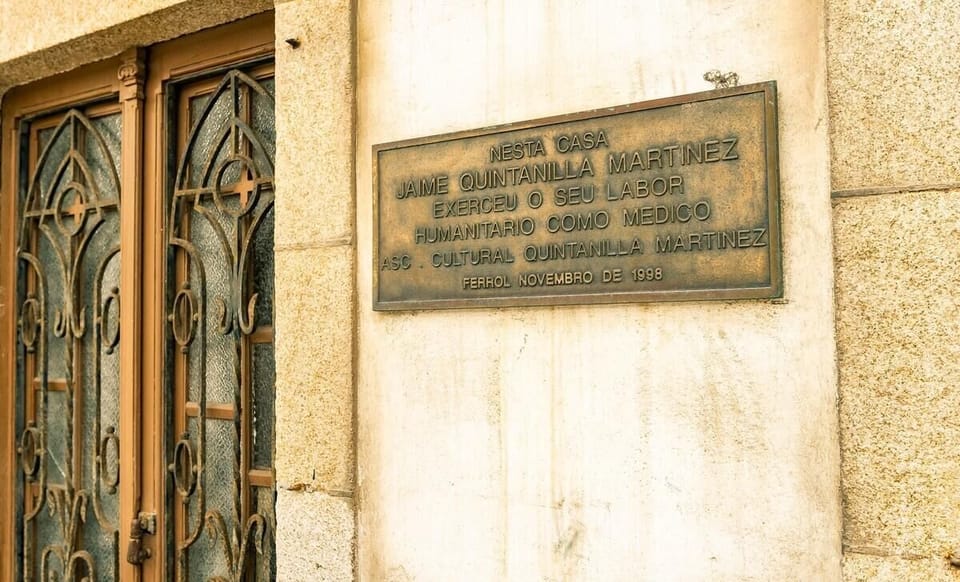 NESTA CASA
JAIME QUINTANILLA MARTINEZ
EXERCEU O SEU LABOR
HUMANITARIO COMO MEDICO
ASC . CULTURAL QUINTANILLA MARTINEZ
FERROL NOVEMBRO DE 1998